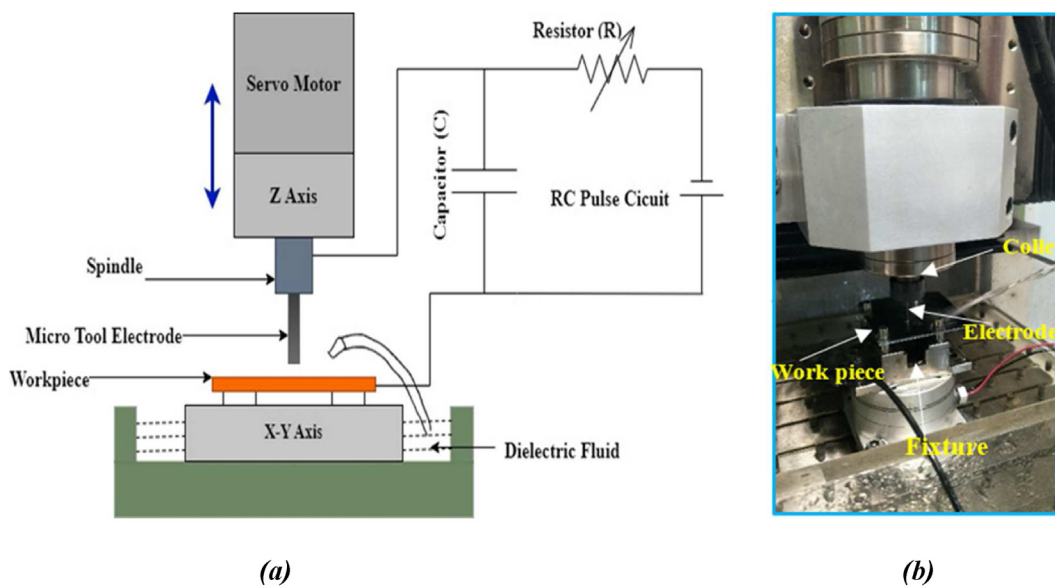 Resistor (R)
Servo Motor
Capacitor (C)
Z Axis
RC Pulse Cicuit
Spindle
Micro Tool Electrode
Workpiece
X-Y Axis
Dielectric Fluid
(a)
Colle
Electrode
Work piece
Fixture
(b)